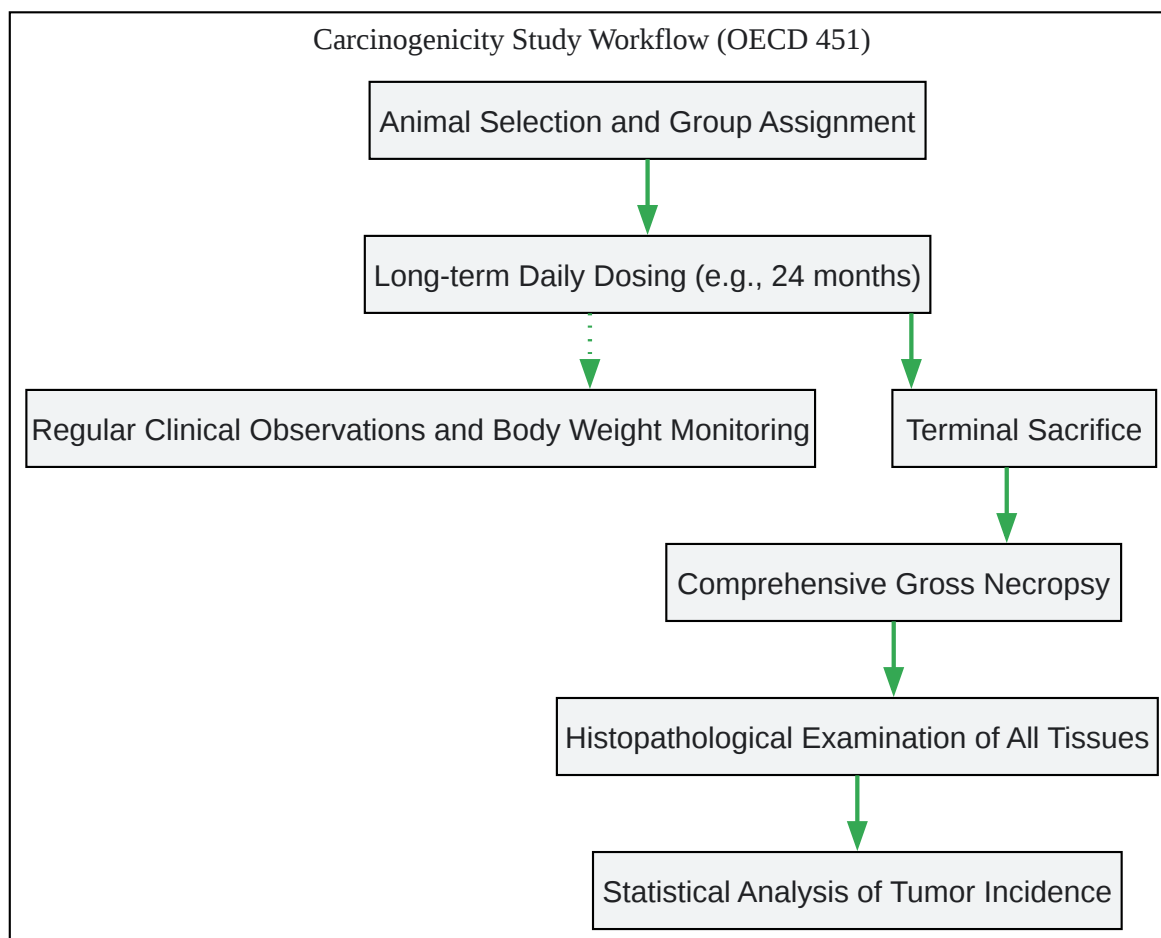 Carcinogenicity Study Workflow (OECD 451)
Animal Selection and Group Assignment
Long-term Daily Dosing (e.g., 24 months)
Regular Clinical Observations and Body Weight Monitoring
Terminal Sacrifice
Comprehensive Gross Necropsy
Histopathological Examination of All Tissues
Statistical Analysis of Tumor Incidence